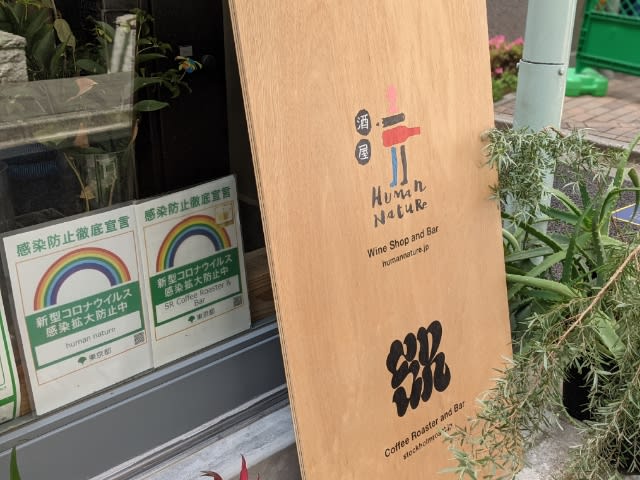 感染防止徹底宣言
新型コロナウイルス
感染拡大防止中
human nature
東京都
感染防止徹底宣言
新型コロナウイルス
感染拡大防止中
SR Coffee Roaster &
Bar
東京都
酒
屋
HUMAN
NATURE
Wine Shop and Bar
humannature.jp
Coffee Roaster and Bar